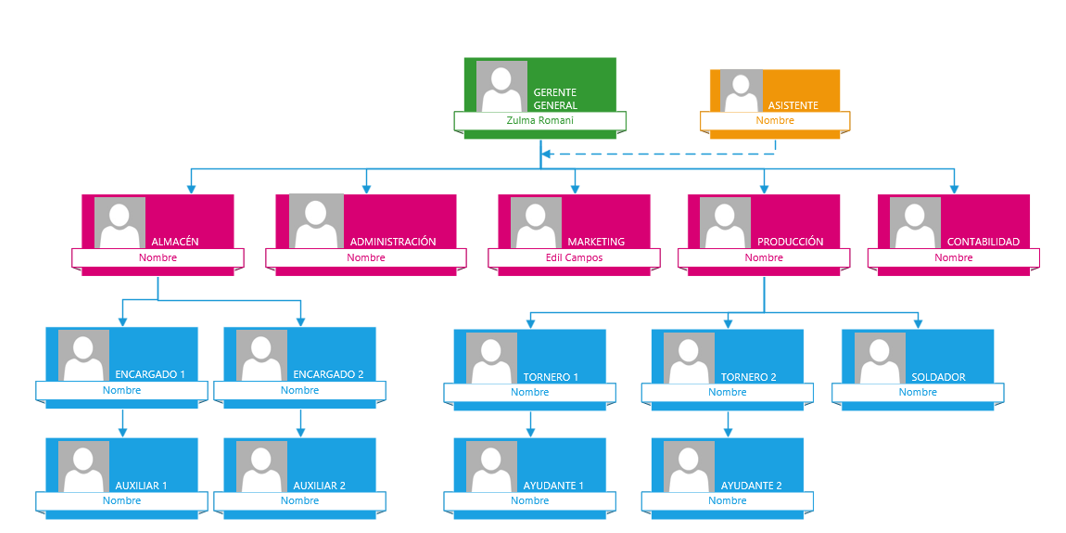 GERENTE
GENERAL
Zulma Romani
ASISTENTE
Nombre
ALMACÉN
Nombre
ADMINISTRACIÓN
Nombre
MARKETING
Edil Campos
PRODUCCIÓN
Nombre
CONTABILIDAD
Nombre
ENCARGADO 1
Nombre
ENCARGADO 2
Nombre
TORNERO 1
Nombre
TORNERO 2
Nombre
SOLDADOR
Nombre
AUXILIAR 1
Nombre
AUXILIAR 2
Nombre
AYUDANTE 1
Nombre
AYUDANTE 2
Nombre